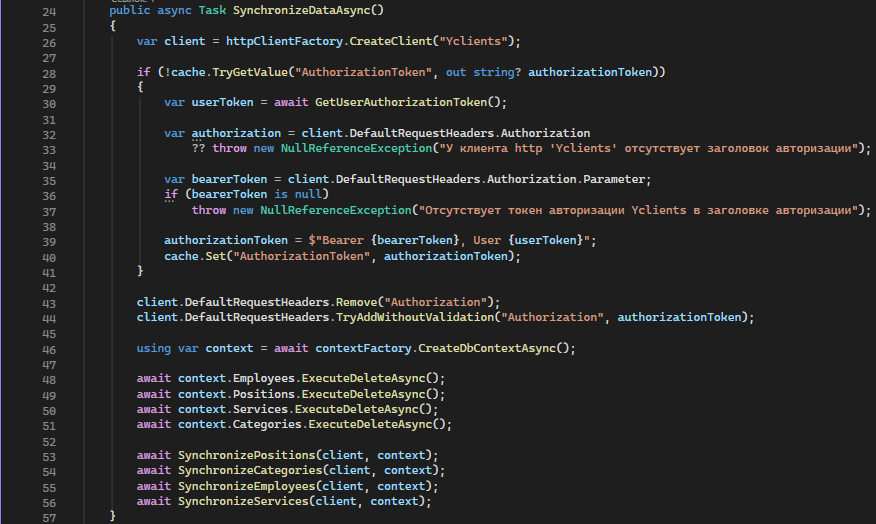 24 public async Task SynchronizeDataAsync()
25 {
26 var client = httpClientFactory.CreateClient("Yclients");
27
28 if (!cache.TryGetValue("AuthorizationToken", out string? authorizationToken))
29 {
30 var userToken = await GetUserAuthorizationToken();
31
32 var authorization = client.DefaultRequestHeaders.Authorization
33 ?? throw new NullReferenceException("У клиента http 'Yclients' отсутствует заголовок авторизации");
34
35 var bearerToken = client.DefaultRequestHeaders.Authorization.Parameter;
36 if (bearerToken is null)
37 throw new NullReferenceException("Отсутствует токен авторизации Yclients в заголовке авторизации");
38
39 authorizationToken = $"Bearer {bearerToken}, User {userToken}";
40 cache.Set("AuthorizationToken", authorizationToken);
41 }
42
43 client.DefaultRequestHeaders.Remove("Authorization");
44 client.DefaultRequestHeaders.TryAddWithoutValidation("Authorization", authorizationToken);
45
46 using var context = await contextFactory.CreateDbContextAsync();
47
48 await context.Employees.ExecuteDeleteAsync();
49 await context.Positions.ExecuteDeleteAsync();
50 await context.Services.ExecuteDeleteAsync();
51 await context.Categories.ExecuteDeleteAsync();
52
53 await SynchronizePositions(client, context);
54 await SynchronizeCategories(client, context);
55 await SynchronizeEmployees(client, context);
56 await SynchronizeServices(client, context);
57 }